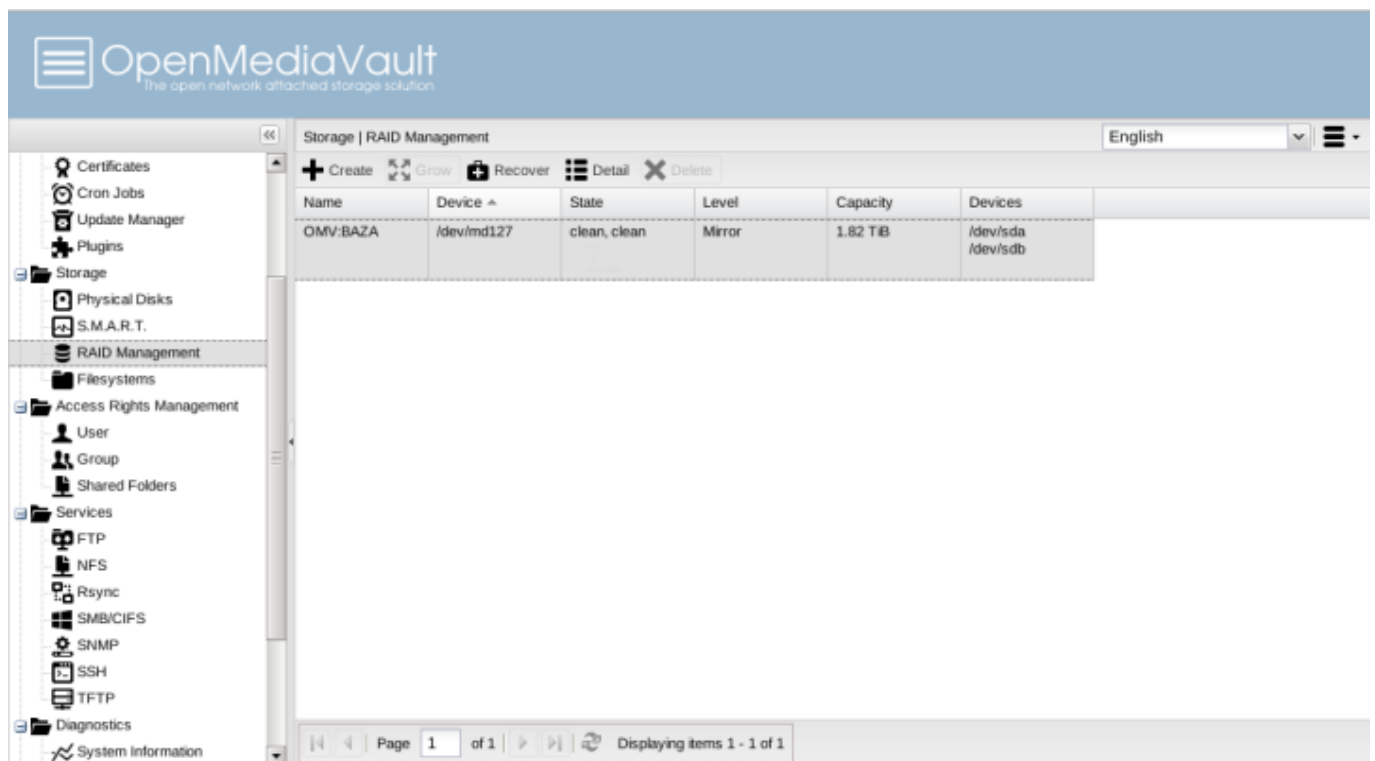 OpenMediaVault
The open network attached storage solution
Certificates
Cron Jobs
Update Manager
Plugins
Storage
Physical Disks
S.M.A.R.T.
RAID Management
Filesystems
Access Rights Management
User
Group
Shared Folders
Services
FTP
NFS
Rsync
SMB/CIFS
SNMP
SSH
TFTP
Diagnostics
System Information
Storage | RAID Management English
Create Grow Recover Detail Delete
Name Device State Level Capacity Devices
OMV:BAZA /dev/md127 clean, clean Mirror 1.82 TiB /dev/sda
/dev/sdb
Page 1 of 1 Displaying items 1 - 1 of 1